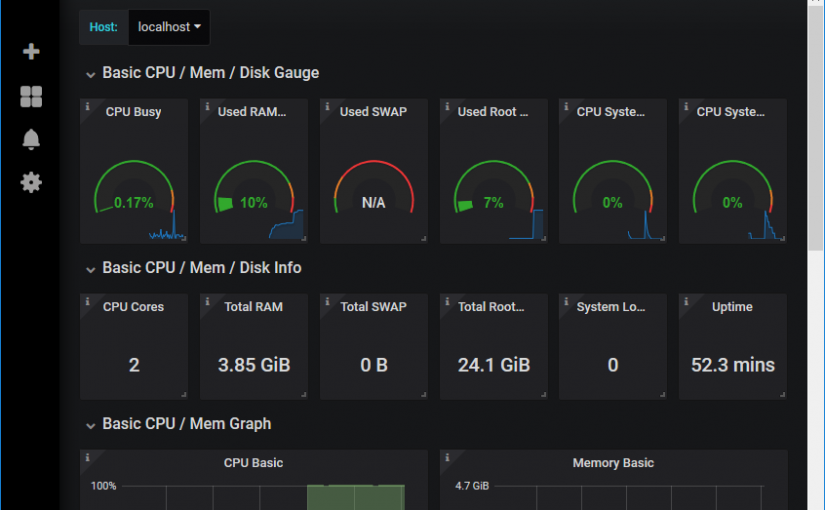 Host: localhost
Basic CPU / Mem / Disk Gauge
CPU Busy
Used RAM...
Used SWAP
Used Root ...
CPU Syste...
CPU Syste...
0.17%
10%
N/A
7%
0%
0%
Basic CPU / Mem / Disk Info
CPU Cores
Total RAM
Total SWAP
Total Root...
System Lo...
Uptime
2
3.85 GiB
0 B
24.1 GiB
0
52.3 mins
Basic CPU / Mem Graph
CPU Basic
Memory Basic
100%
4.7 GiB